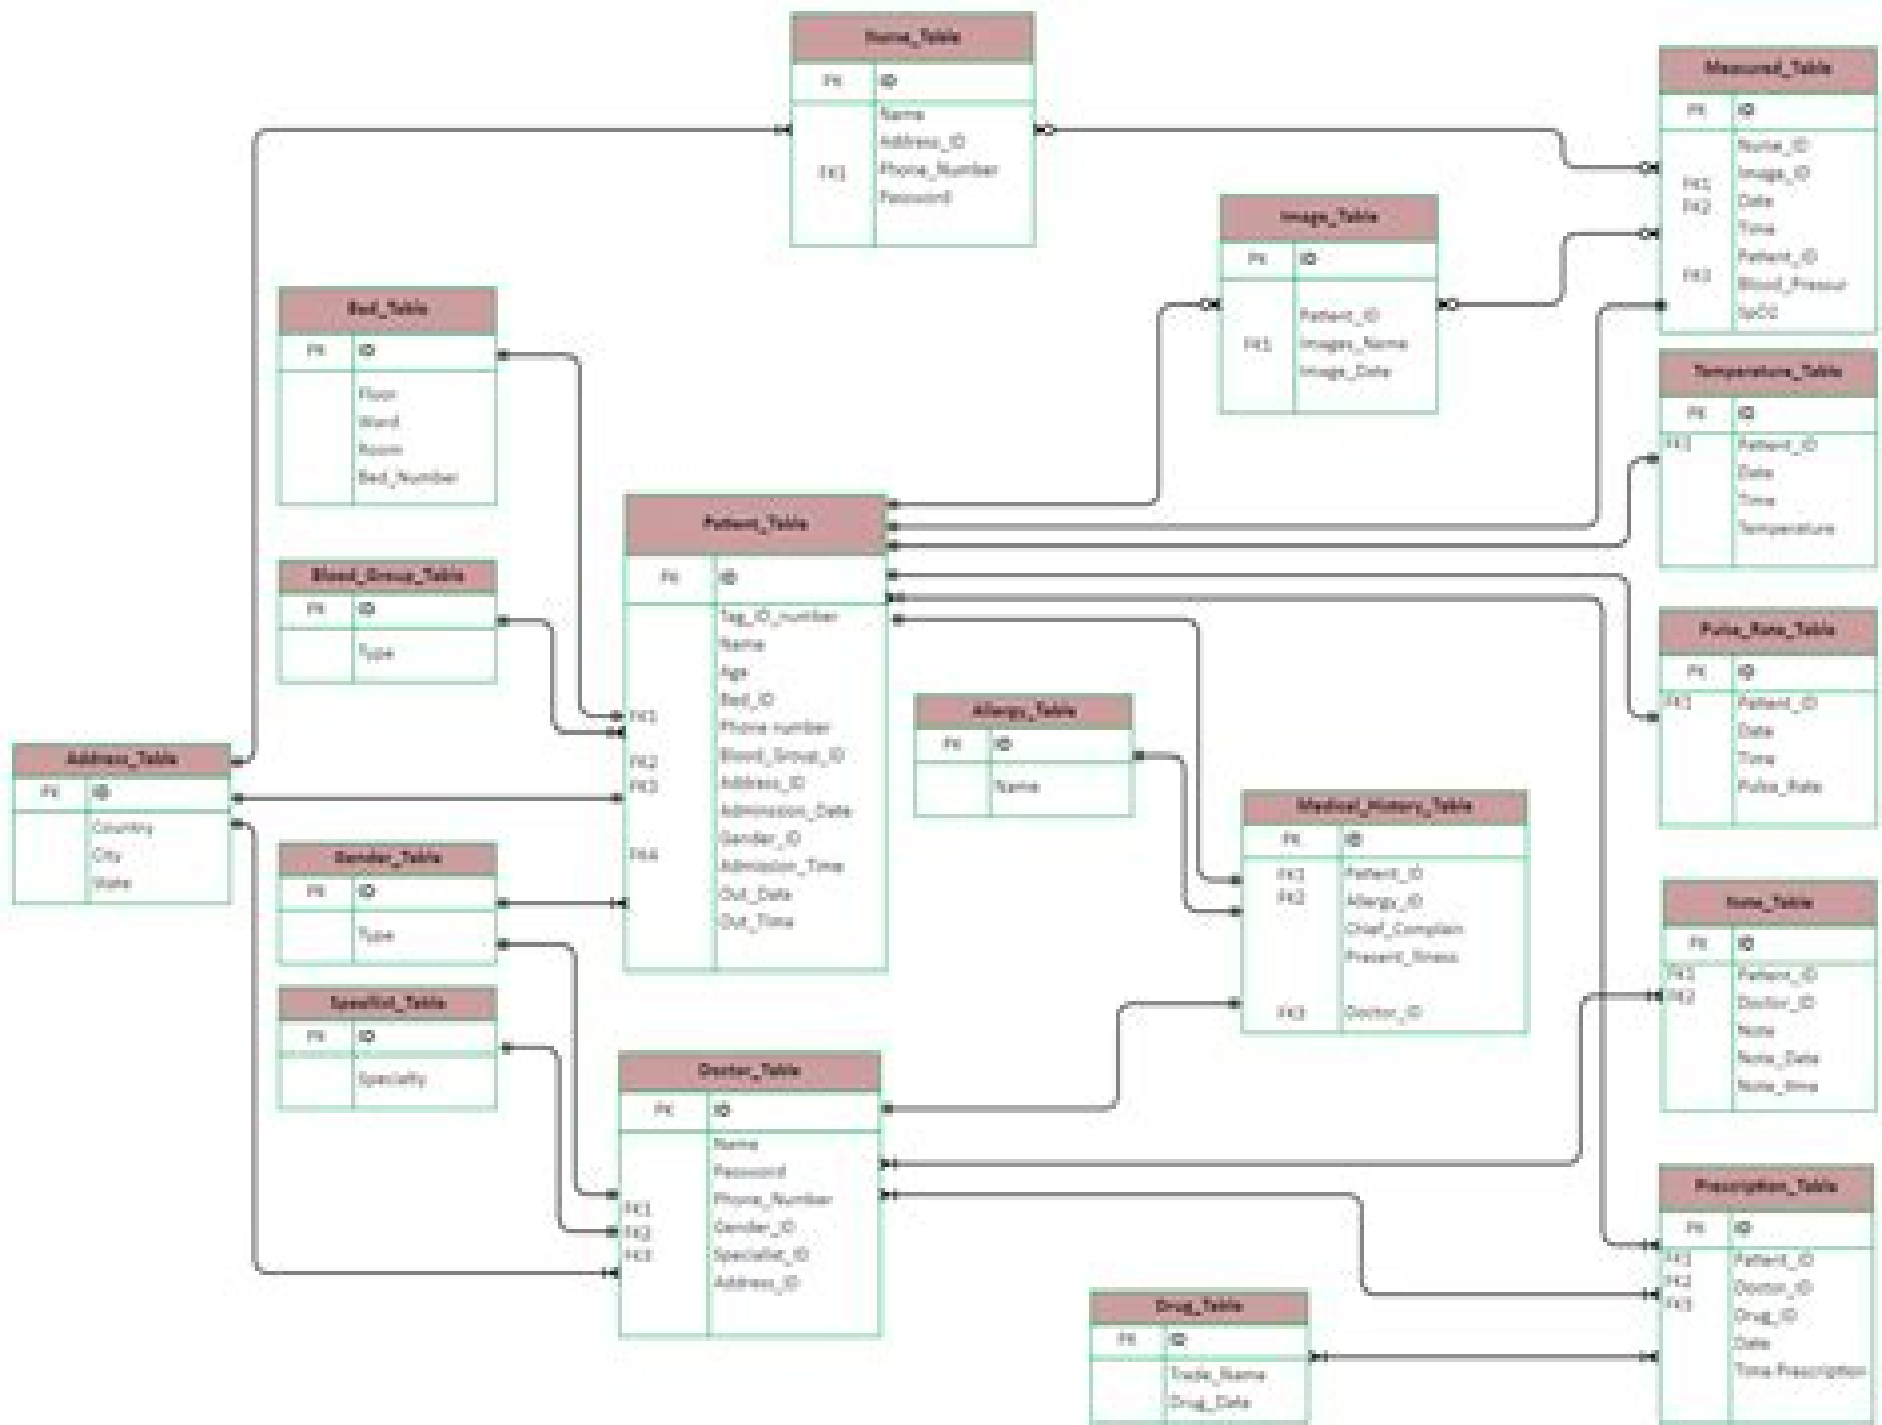 Nurse_Table
PK ID
Name
Address_ID
FK1 Phone_Number
Password
Measured_Table
PK ID
Nurse_ID
Image_ID
FK1
FK2 Date
Time
Patient_ID
Blood_Pressur
SpO2
Image_Table
PK ID
Patient_ID
FK1 Images_Name
Image_Date
Bed_Table
PK ID
Floor
Ward
Room
Bed_Number
Temperature_Table
PK ID
Patient_ID
Date
Time
Temperature
Patient_Table
PK ID
Tag_ID_number
Name
Age
Bed_ID
FK1
Phone number
Blood_Group_ID
FK2
Address_ID
FK3
Admission_Date
Gender_ID
FK4
Admission_Time
Out_Date
Out_Time
Blood_Group_Table
PK ID
Type
Pulse_Rate_Table
PK ID
FK1 Patient_ID
Date
Time
Pulse_Rate
Allergy_Table
PK ID
Name
Address_Table
PK ID
Country
City
State
Medical_History_Table
PK ID
FK1 Patient_ID
FK2 Allergy_ID
Chief_Complain
Present_Illness
FK3 Doctor_ID
Gender_Table
PK ID
Type
Note_Table
PK ID
FK1 Patient_ID
FK2 Doctor_ID
Note
Note_Date
Note_time
PK ID
Specialty
Doctor_Table
PK ID
Name
Password
Phone_Number
FK1
Gender_ID
FK2
Specialist_ID
FK3
Address_ID
Prescription_Table
PK ID
FK1 Patient_ID
FK2 Doctor_ID
FK3 Drug_ID
Date
Time Prescription
Drug_Table
PK ID
Trade_Name
Drug_Date